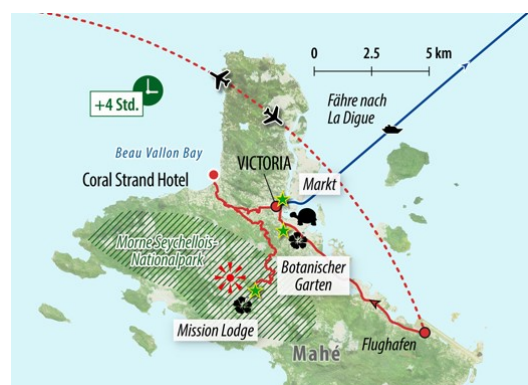 0 2.5 5 km
+4 Std.
Fähre nach
La Digue
Beau Vallon Bay
VICTORIA
Coral Strand Hotel
Markt
Morne Seychellois-
Nationalpark
Botanischer
Garten
Mission Lodge
Mahé
Flughafen